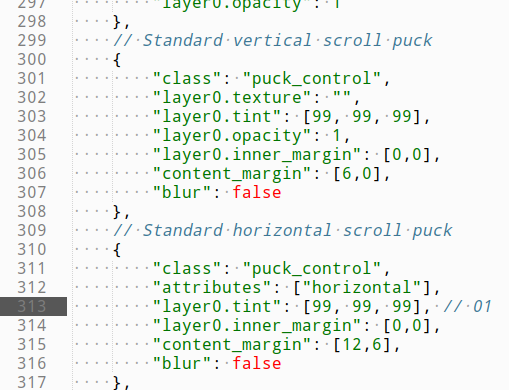 297 "layer0.opacity": 1
298 },
299 // Standard vertical scroll puck
300 {
301 "class": "puck_control",
302 "layer0.texture": "",
303 "layer0.tint": [99, 99, 99],
304 "layer0.opacity": 1,
305 "layer0.inner_margin": [0,0],
306 "content_margin": [6,0],
307 "blur": false
308 },
309 // Standard horizontal scroll puck
310 {
311 "class": "puck_control",
312 "attributes": ["horizontal"],
313 "layer0.tint": [99, 99, 99], // 01
314 "layer0.inner_margin": [0,0],
315 "content_margin": [12,6],
316 "blur": false
317 },